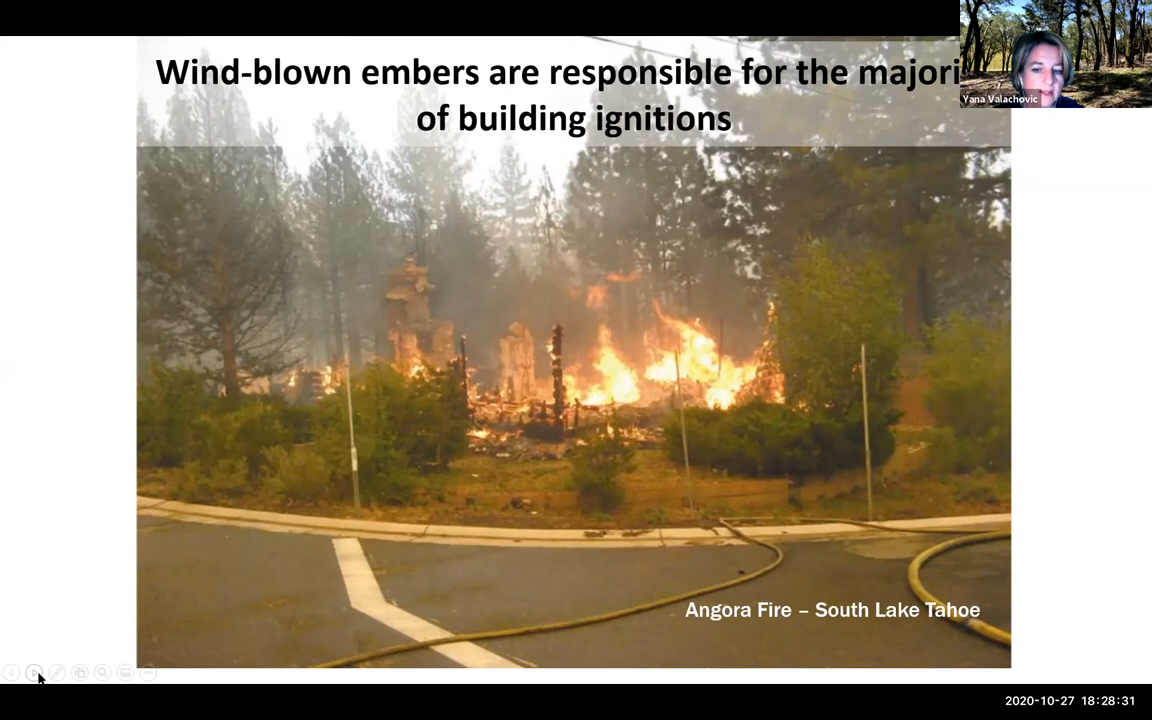 Wind-blown embers are responsible for the majori
of building ignitions
Yana Valachovic
Angora Fire – South Lake Tahoe
2020-10-27 18:28:31